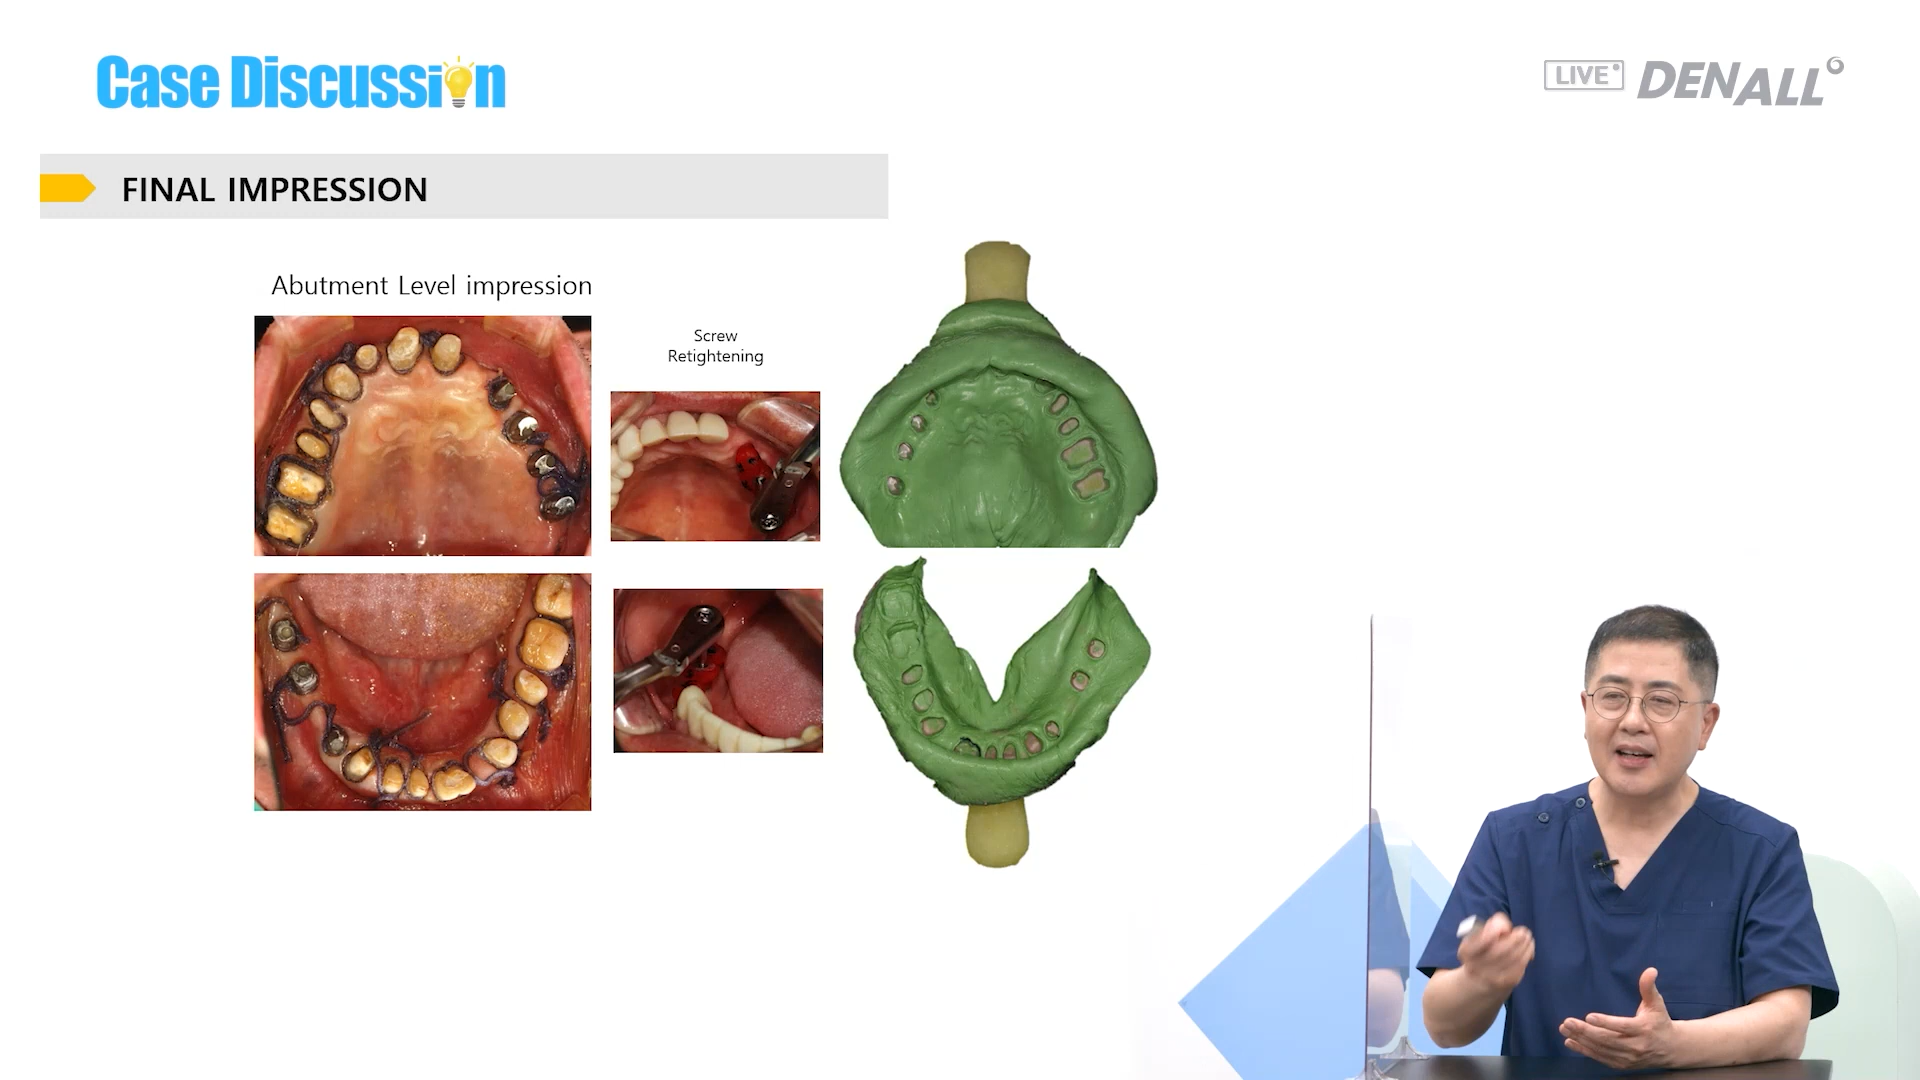 Case Discussion
LIVE DENALL
FINAL IMPRESSION
Abutment Level impression
Screw
Retightening